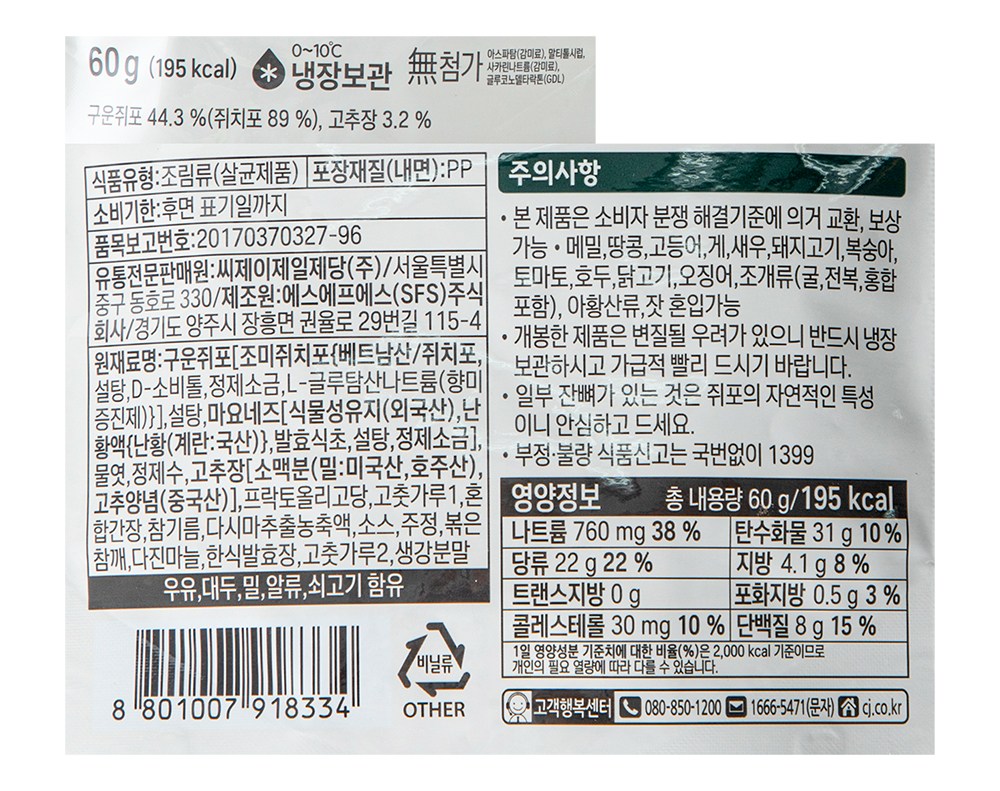 60 g (195 kcal) 0~10℃ 냉장보관 無첨가 아스파탐(감미료), 말티톨시럽,
사카린나트륨(감미료),
글루코노델타락톤(GDL)
구운쥐포 44.3 %(쥐치포 89 %), 고추장 3.2 %
식품유형:조림류(살균제품) 포장재질(내면):PP
소비기한:후면 표기일까지
품목보고번호:20170370327-96
유통전문판매원:씨제이제일제당(주)/서울특별시
중구 동호로 330/제조원:에스에프에스(SFS)주식
회사/경기도 양주시 장흥면 권율로 29번길 115-4
원재료명:구운쥐포[조미쥐치포{베트남산/쥐치포,
설탕,D-소비톨,정제소금,L-글루탐산나트륨(향미
증진제)}],설탕,마요네즈[식물성유지(외국산),난
황액{난황(계란:국산)},발효식초,설탕,정제소금],
물엿,정제수,고추장[소맥분(밀:미국산,호주산),
고추양념(중국산)],프락토올리고당,고춧가루1,혼
합간장,참기름,다시마추출농축액,소스,주정,볶은
참깨,다진마늘,한식발효장,고춧가루2,생강분말
우유,대두,밀,알류,쇠고기 함유
8 801007 918334
비닐류
OTHER
주의사항
• 본 제품은 소비자 분쟁 해결기준에 의거 교환, 보상
가능 • 메밀,땅콩,고등어,게,새우,돼지고기,복숭아,
토마토,호두,닭고기,오징어,조개류(굴,전복,홍합
포함), 아황산류,잣 혼입가능
• 개봉한 제품은 변질될 우려가 있으니 반드시 냉장
보관하시고 가급적 빨리 드시기 바랍니다.
• 일부 잔뼈가 있는 것은 쥐포의 자연적인 특성
이니 안심하고 드세요.
• 부정·불량 식품신고는 국번없이 1399
영양정보 총 내용량 60 g/195 kcal
나트륨 760 mg 38 % 탄수화물 31 g 10 %
당류 22 g 22 % 지방 4.1 g 8 %
트랜스지방 0 g 포화지방 0.5 g 3 %
콜레스테롤 30 mg 10 % 단백질 8 g 15 %
1일 영양성분 기준치에 대한 비율(%)은 2,000 kcal 기준이므로
개인의 필요 열량에 따라 다를 수 있습니다.
고객행복센터 080-850-1200 1666-5471(문자) cj.co.kr